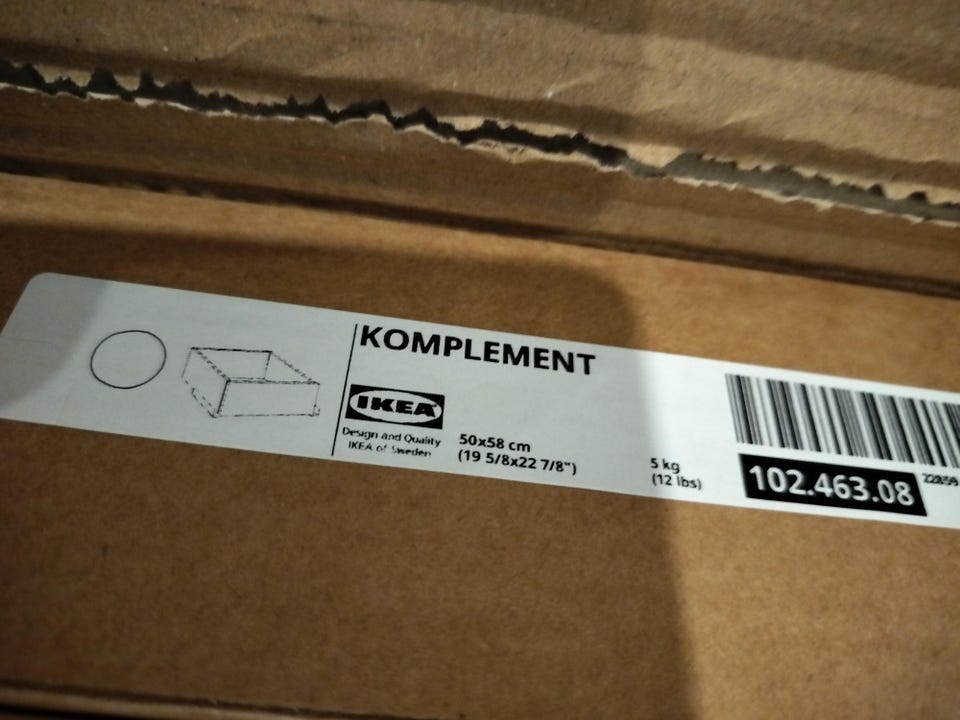 KOMPLEMENT
IKEA
Design and Quality
IKEA of Sweden
50x58 cm
(19 5/8x22 7/8")
5 kg
(12 lbs)
102.463.08